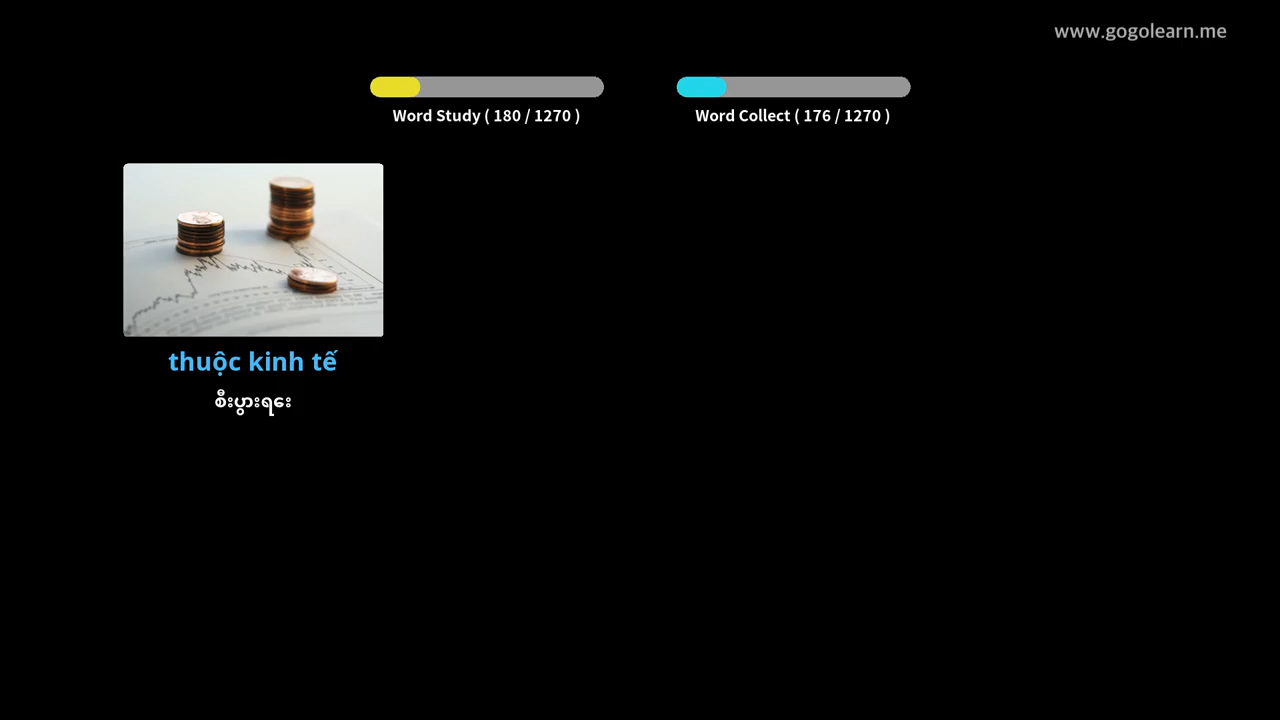 www.gogolearn.me
Word Study ( 180 / 1270 )
Word Collect ( 176 / 1270 )
thuộc kinh tế
စီးပွားရေး